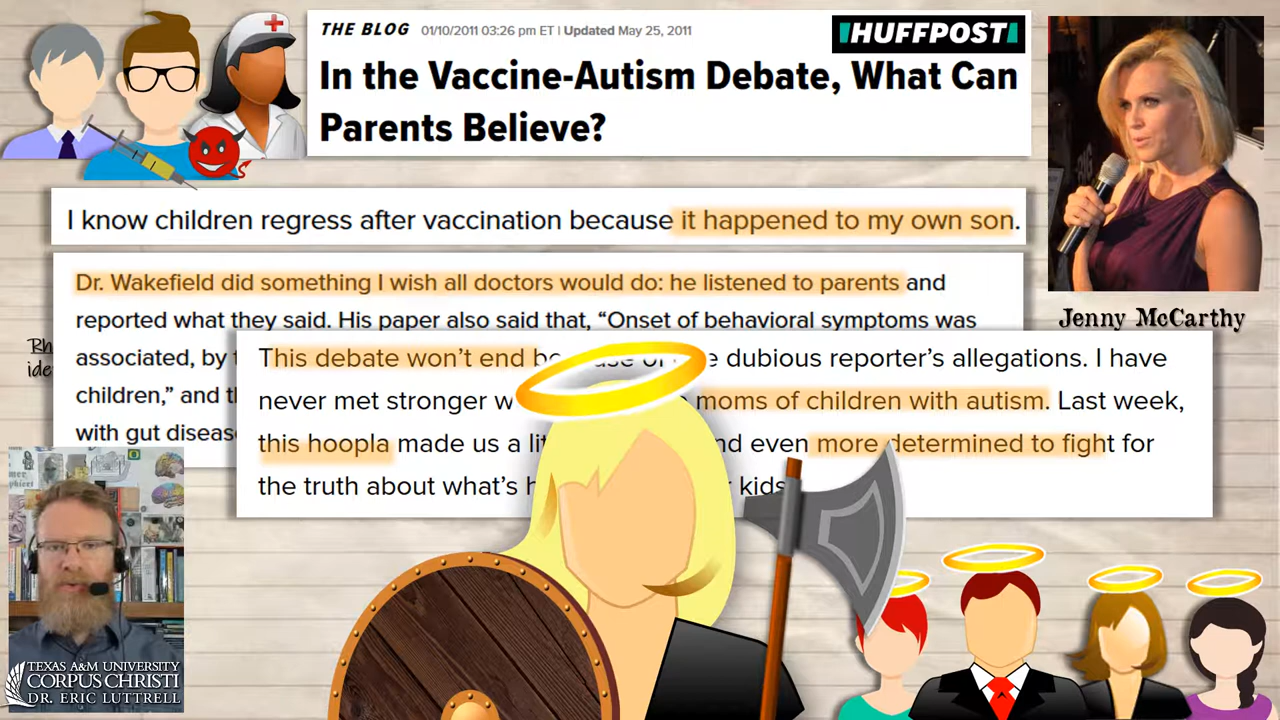 THE BLOG 01/10/2011 03:26 pm ET | Updated May 25, 2011
HUFFPOST
In the Vaccine-Autism Debate, What Can
Parents Believe?
I know children regress after vaccination because it happened to my own son.
Dr. Wakefield did something I wish all doctors would do: he listened to parents and
reported what they said. His paper also said that, “Onset of behavioral symptoms was
associated, by
children,” and
with gut diseas
Jenny McCarthy
Rh
ide
This debate won’t end dubious reporter’s allegations. I have
never met stronger moms of children with autism. Last week,
this hoopla made us a and even more determined to fight for
the truth about what’s kids
TEXAS A&M UNIVERSITY
CORPUS CHRISTI
DR. ERIC LUTTRELL